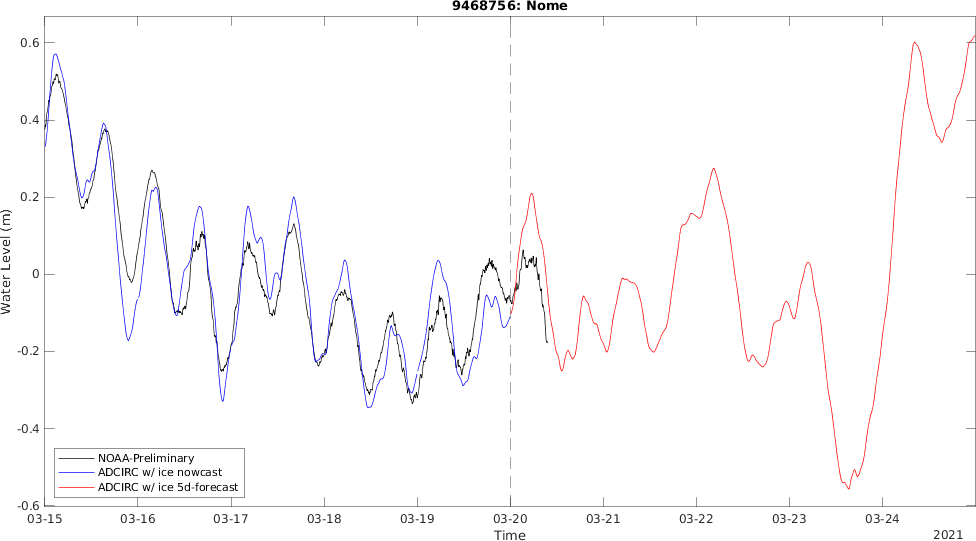 9468756: Nome
Water Level (m)
0.6
0.4
0.2
0
-0.2
-0.4
-0.6
NOAA-Preliminary
ADCIRC w/ ice nowcast
ADCIRC w/ ice 5d-forecast
03-15 03-16 03-17 03-18 03-19 03-20 03-21 03-22 03-23 03-24
Time
2021